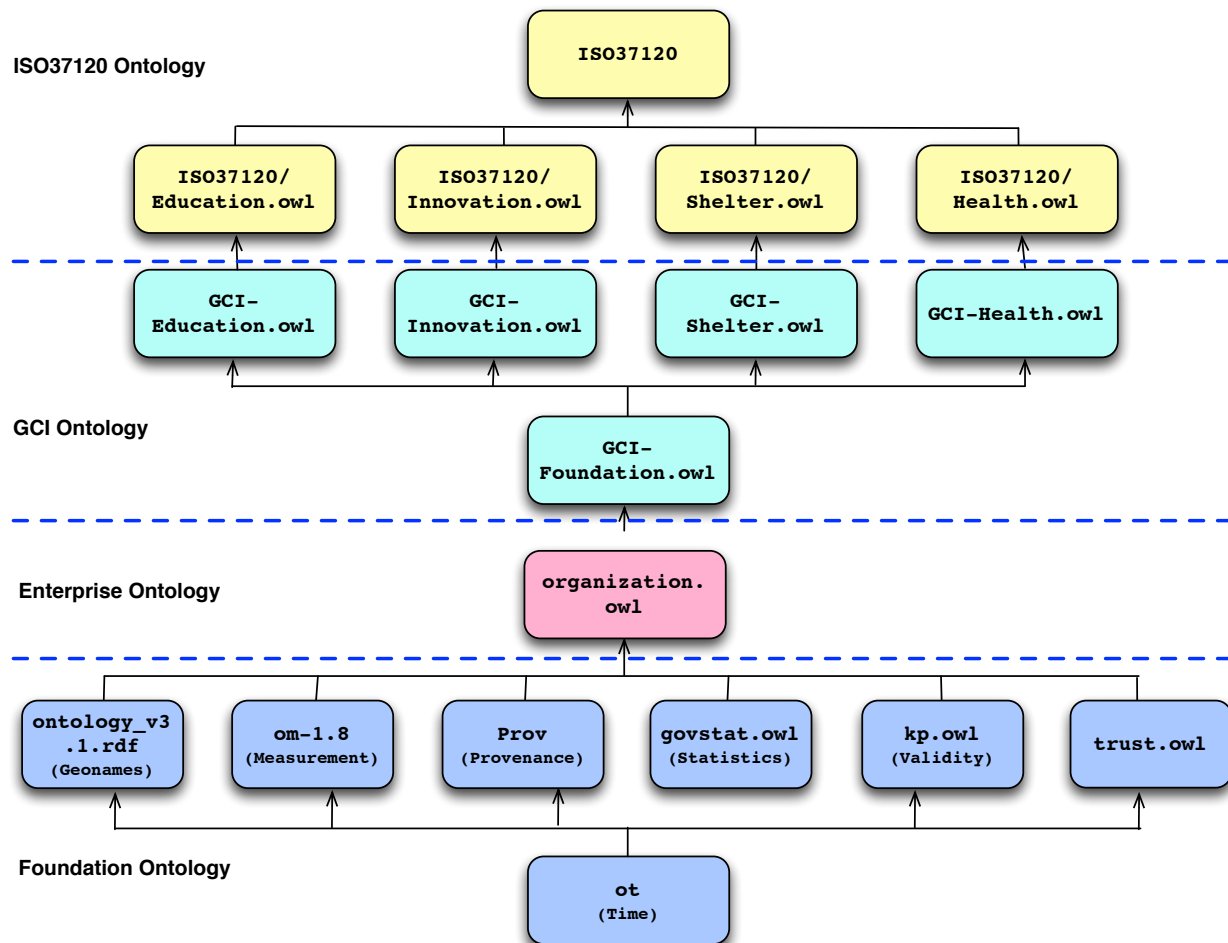 ISO37120
ISO37120 Ontology
ISO37120/
Education.owl
ISO37120/
Innovation.owl
ISO37120/
Shelter.owl
ISO37120/
Health.owl
GCI-
Education.owl
GCI-
Innovation.owl
GCI-
Shelter.owl
GCI-Health.owl
GCI Ontology
GCI-
Foundation.owl
Enterprise Ontology
organization.
owl
ontology_v3
.1.rdf
(Geonames)
om-1.8
(Measurement)
Prov
(Provenance)
govstat.owl
(Statistics)
kp.owl
(Validity)
trust.owl
Foundation Ontology
ot
(Time)